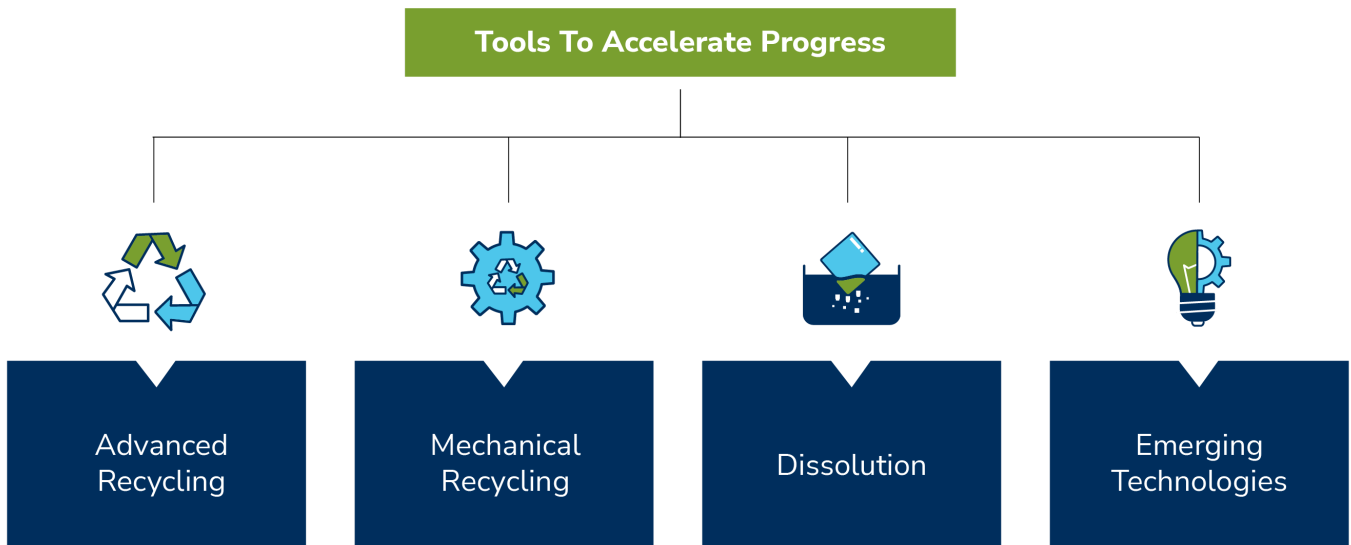 Tools To Accelerate Progress
Advanced
Recycling
Mechanical
Recycling
Dissolution
Emerging
Technologies